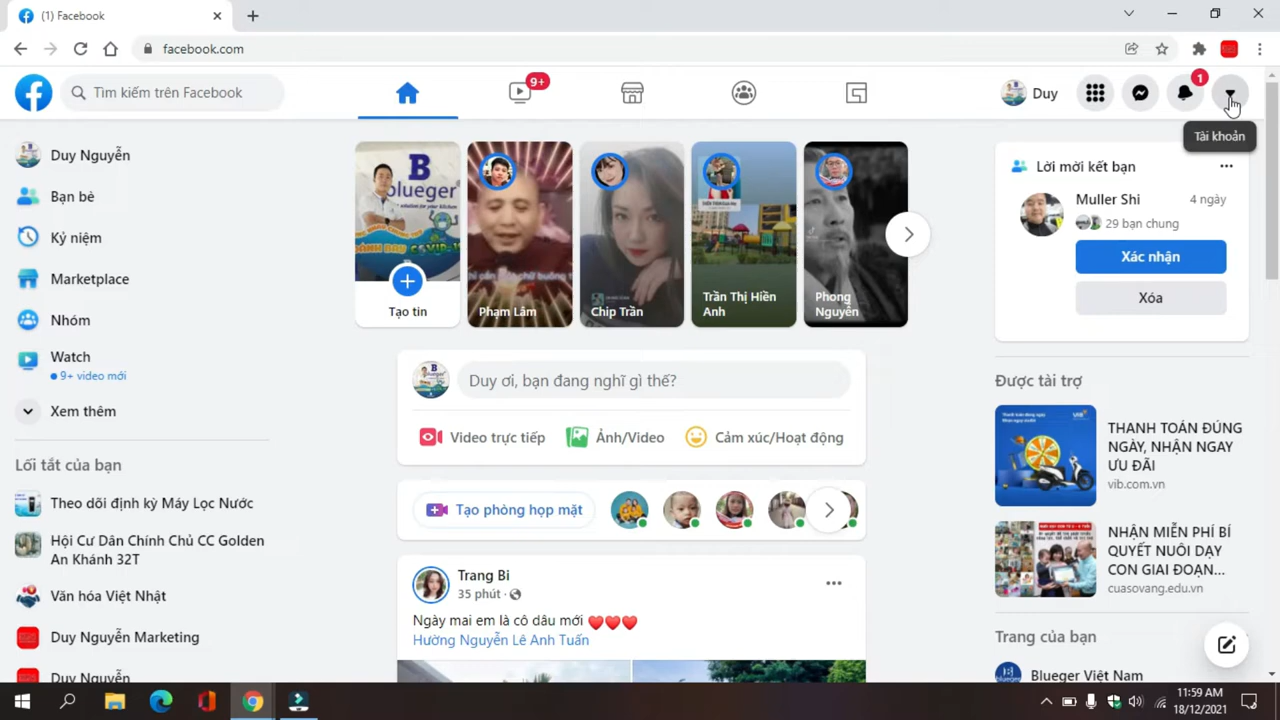 (1) Facebook
facebook.com
Tìm kiếm trên Facebook
9+
Duy
1
Tài khoản
Duy Nguyễn
Bạn bè
Kỷ niệm
Marketplace
Nhóm
Watch
9+ video mới
Xem thêm
Lối tắt của bạn
Theo dõi định kỳ Máy Lọc Nước
Hội Cư Dân Chính Chủ CC Golden
An Khánh 32T
Văn hóa Việt Nhật
Duy Nguyễn Marketing
Duy Nguyễn
B
blueger
Tạo tin
Phạm Lâm
Chip Trần
Trần Thị Hiền
Anh
Phong
Nguyễn
Duy ơi, bạn đang nghĩ gì thế?
Video trực tiếp
Ảnh/Video
Cảm xúc/Hoạt động
Tạo phòng họp mặt
Trang Bi
35 phút
Ngày mai em là cô dâu mới
Hường Nguyễn Lê Anh Tuấn
Lời mời kết bạn
Muller Shi
4 ngày
29 bạn chung
Xác nhận
Xóa
Được tài trợ
THANH TOÁN ĐÚNG
NGÀY, NHẬN NGAY
ƯU ĐÃI
vib.com.vn
NHẬN MIỄN PHÍ BÍ
QUYẾT NUÔI DẠY
CON GIAI ĐOẠN...
cuasovang.edu.vn
Trang của bạn
Blueger Việt Nam
11:59 AM
18/12/2021